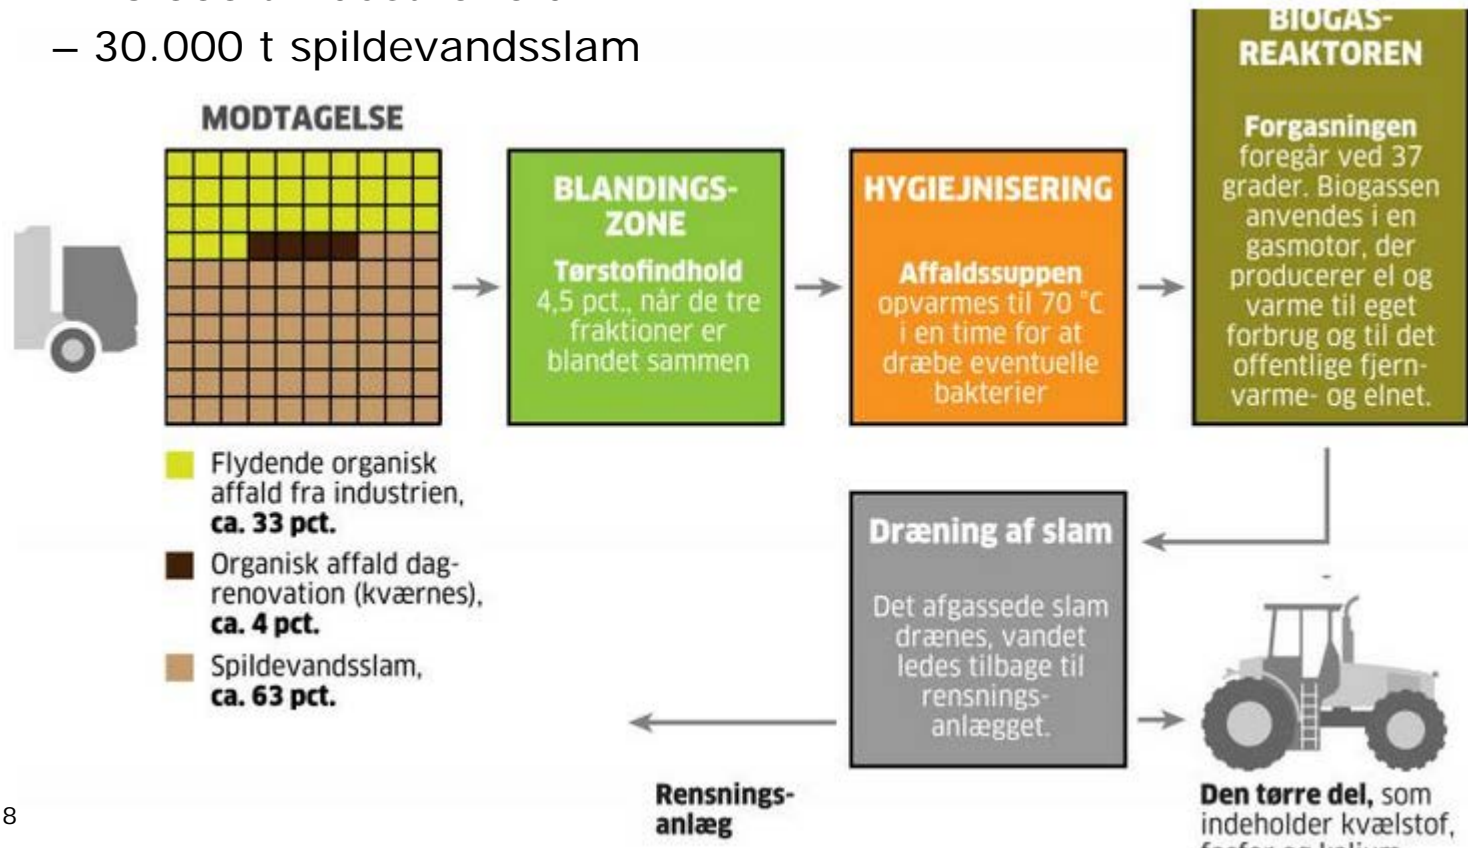 – 30.000 t spildevandsslam
MODTAGELSE
Flydende organisk
affald fra industrien,
ca. 33 pct.
Organisk affald dag-
renovation (kværnes),
ca. 4 pct.
Spildevandsslam,
ca. 63 pct.
BLANDINGS-
ZONE
Tørstofindhold
4,5 pct., når de tre
fraktioner er
blandet sammen
HYGIEJNISERING
Affaldssuppen
opvarmes til 70 °C
i en time for at
dræbe eventuelle
bakterier
BIOGAS-
REAKTOREN
Forgasningen
foregår ved 37
grader. Biogassen
anvendes i en
gasmotor, der
producerer el og
varme til eget
forbrug og til det
offentlige fjern-
varme- og elnet.
Dræning af slam
Det afgassede slam
drænes, vandet
ledes tilbage til
rensnings-
anlægget.
Rensnings-
anlæg
Den tørre del, som
indeholder kvælstof,
fosfor og kalium
8